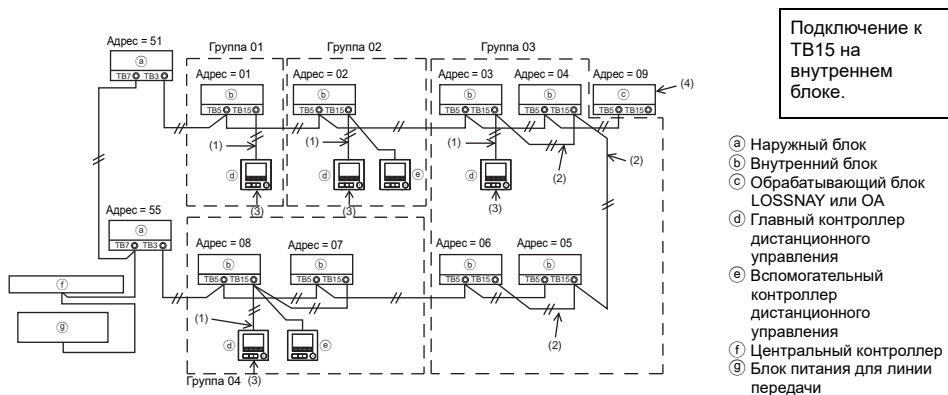 Адрес = 51
ⓐ
TB7 TB3
Группа 01
Адрес = 01
ⓑ
TB5 TB15
(1)
ⓓ
(3)
Группа 02
Адрес = 02
ⓑ
TB5 TB15
(1)
ⓓ
ⓔ
(3)
Группа 03
Адрес = 03
ⓑ
TB5 TB15
(1)
ⓓ
(3)
Адрес = 04
ⓑ
TB5 TB15
(2)
Адрес = 09
ⓒ
TB5 TB15
(4)
(2)
Адрес = 55
ⓐ
TB7 TB3
ⓕ
ⓖ
Адрес = 08
ⓑ
TB5 TB15
(1)
ⓓ
ⓔ
Группа 04
(3)
Адрес = 07
ⓑ
TB5 TB15
Адрес = 06
ⓑ
TB5 TB15
Адрес = 05
ⓑ
TB5 TB15
(2)
Подключение к
TB15 на
внутреннем
блоке.
ⓐ Наружный блок
ⓑ Внутренний блок
ⓒ Обрабатывающий блок
LOSSNAY или OA
ⓓ Главный контроллер
дистанционного
управления
ⓔ Вспомогательный
контроллер
дистанционного
управления
ⓕ Центральный контроллер
ⓖ Блок питания для линии
передачи